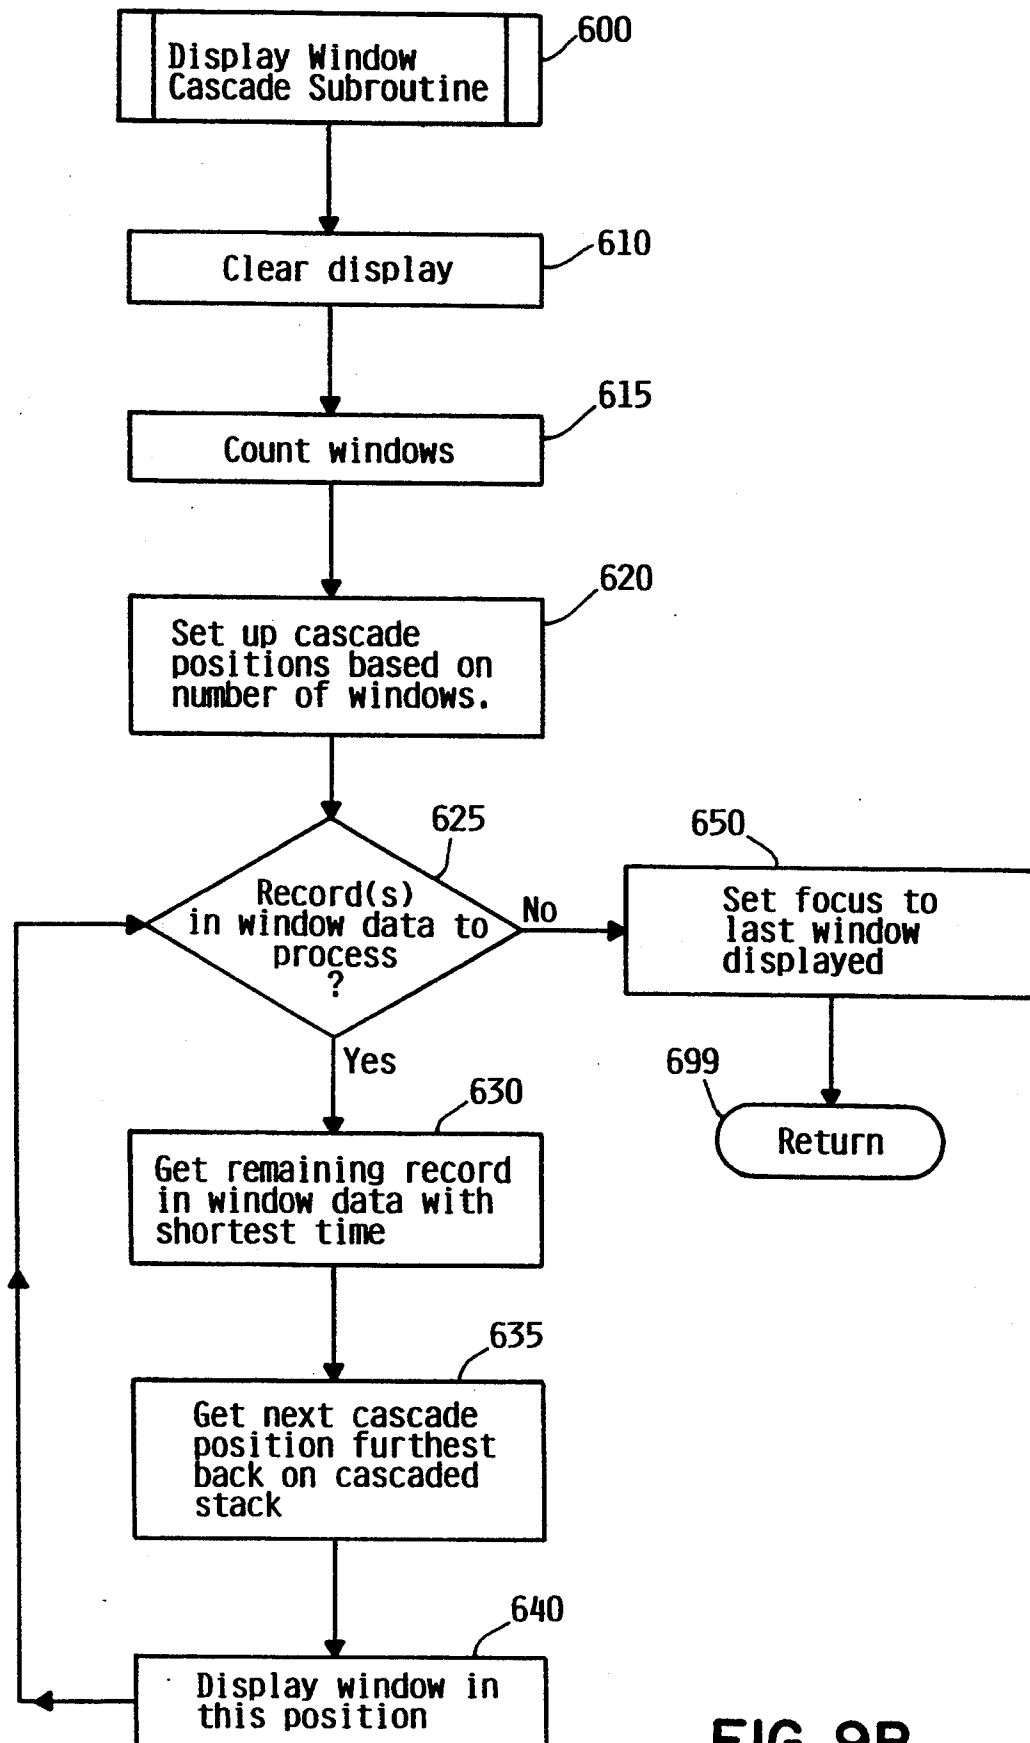 Display Window
Cascade Subroutine
600
Clear display
610
Count windows
615
Set up cascade
positions based on
number of windows.
620
Record(s)
in window data to
process
?
625
No
Yes
Set focus to
last window
displayed
650
Return
699
Get remaining record
in window data with
shortest time
630
Get next cascade
position furthest
back on cascaded
stack
635
Display window in
this position
640
FIG. 9B